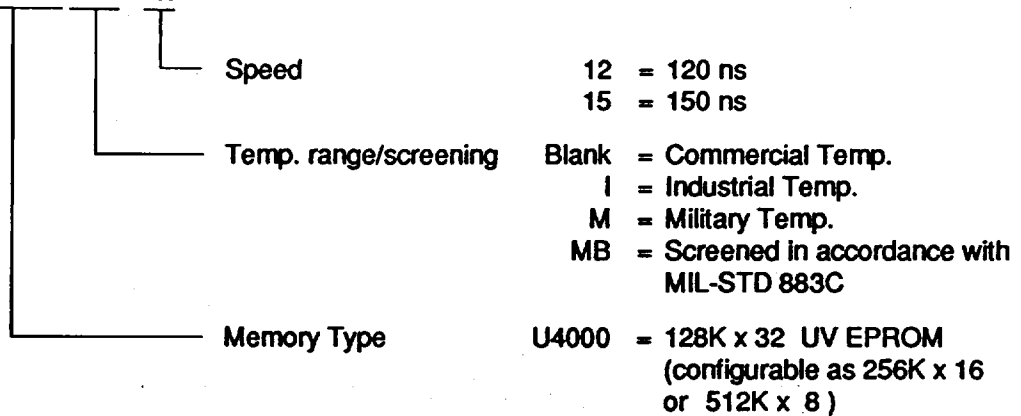 Speed 12 = 120 ns
15 = 150 ns
Temp. range/screening Blank = Commercial Temp.
I = Industrial Temp.
M = Military Temp.
MB = Screened in accordance with
MIL-STD 883C
Memory Type U4000 = 128K x 32 UV EPROM
(configurable as 256K x 16
or 512K x 8 )